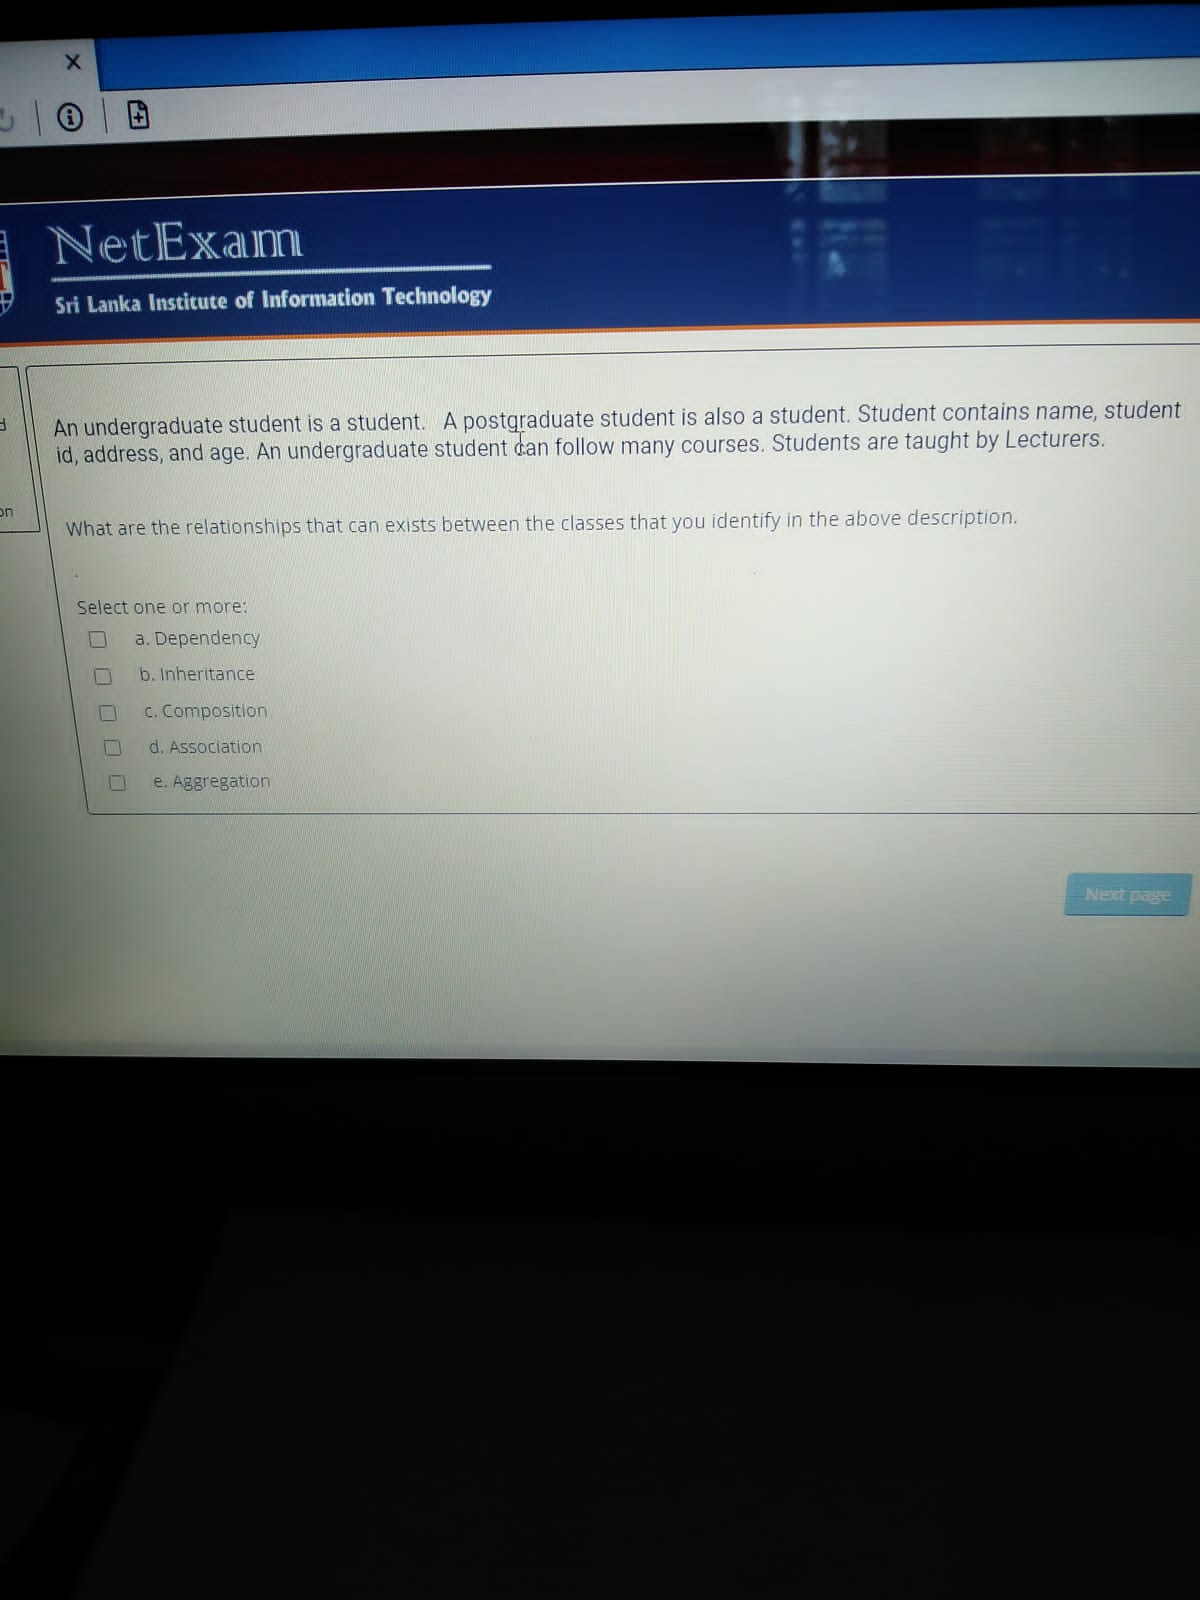 NetExam
Sri Lanka Institute of Information Technology
An undergraduate student is a student. A postgraduate student is also a student. Student contains name, student
id, address, and age. An undergraduate student can follow many courses. Students are taught by Lecturers.
What are the relationships that can exists between the classes that you identify in the above description.
Select one or more:
a. Dependency
b. Inheritance
c. Composition
d. Association
e. Aggregation
Next page